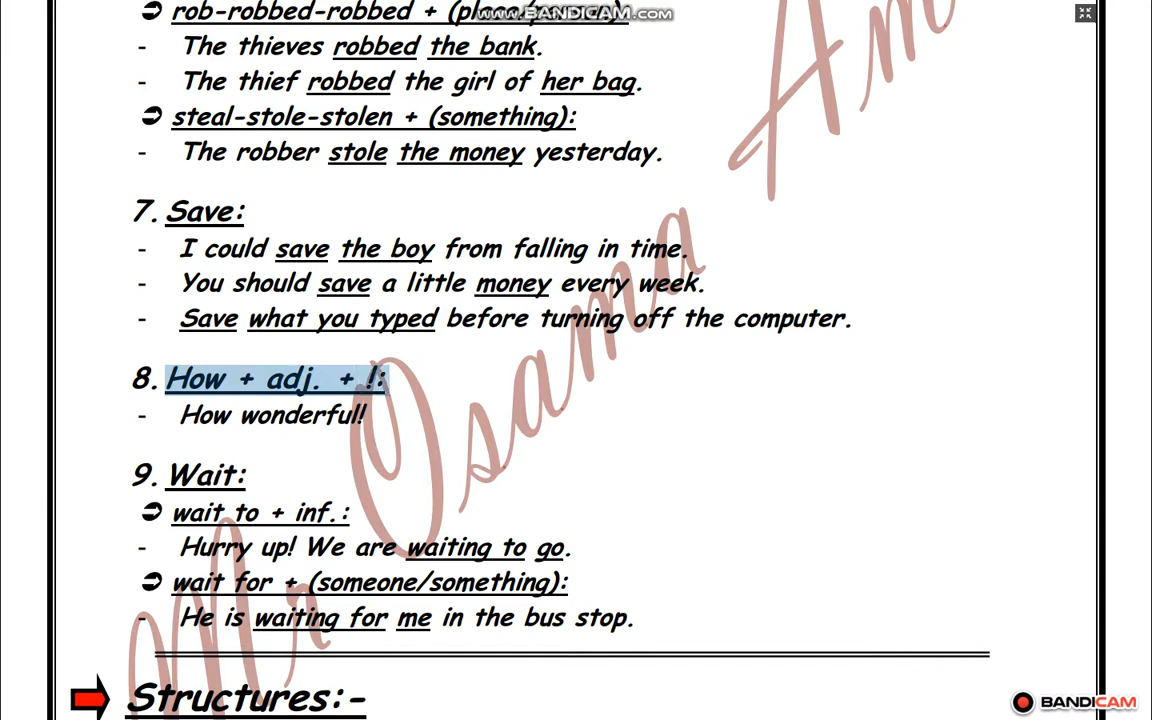 rob-robbed-robbed + (place/person):
www.BANDICAM.com
- The thieves robbed the bank.
- The thief robbed the girl of her bag.
steal-stole-stolen + (something):
- The robber stole the money yesterday.
7. Save:
- I could save the boy from falling in time.
- You should save a little money every week.
- Save what you typed before turning off the computer.
8. How + adj. + !:
- How wonderful!
9. Wait:
wait to + inf. :
- Hurry up! We are waiting to go.
wait for + (someone/something):
- He is waiting for me in the bus stop.
Structures:-
Mr Osama Am
BANDICAM